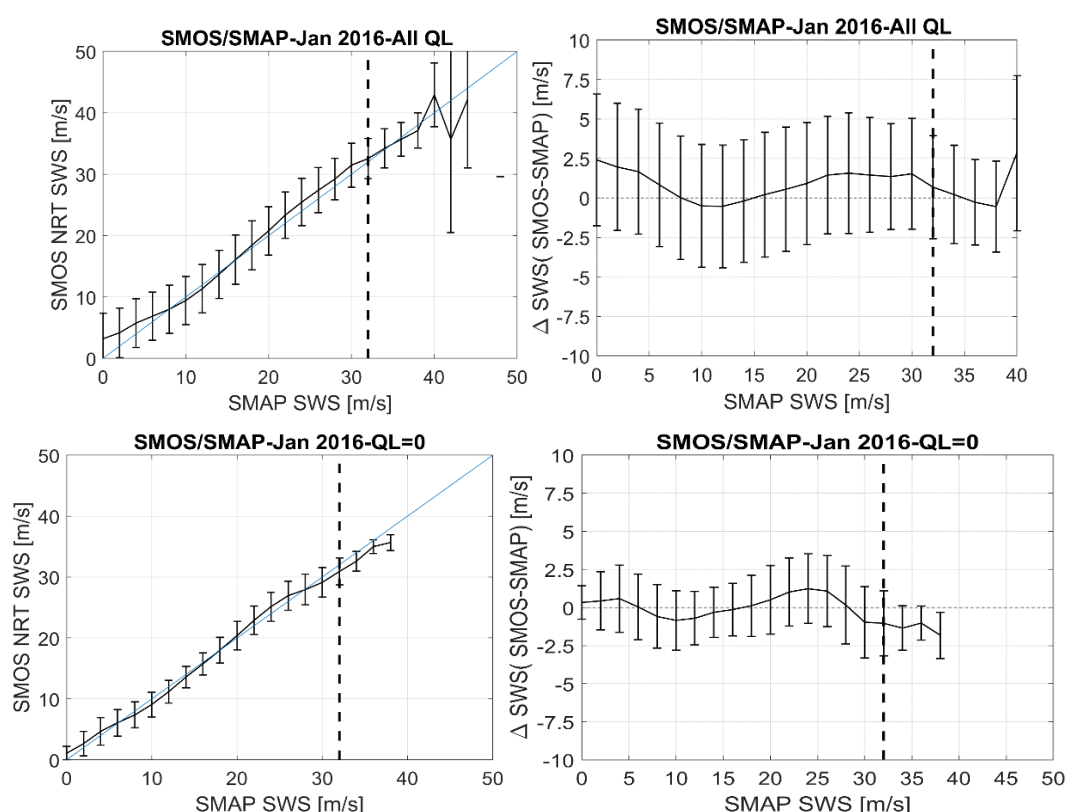 SMOS/SMAP-Jan 2016-All QL
50
40
30
20
10
0
SMOS NRT SWS [m/s]
0 10 20 30 40 50
SMAP SWS [m/s]
SMOS/SMAP-Jan 2016-All QL
10
7.5
5
2.5
0
-2.5
-5
-7.5
-10
Δ SWS( SMOS-SMAP) [m/s]
0 5 10 15 20 25 30 35 40
SMAP SWS [m/s]
SMOS/SMAP-Jan 2016-QL=0
50
40
30
20
10
0
SMOS NRT SWS [m/s]
0 10 20 30 40 50
SMAP SWS [m/s]
SMOS/SMAP-Jan 2016-QL=0
10
7.5
5
2.5
0
-2.5
-5
-7.5
-10
Δ SWS( SMOS-SMAP) [m/s]
0 5 10 15 20 25 30 35 40 45 50
SMAP SWS [m/s]